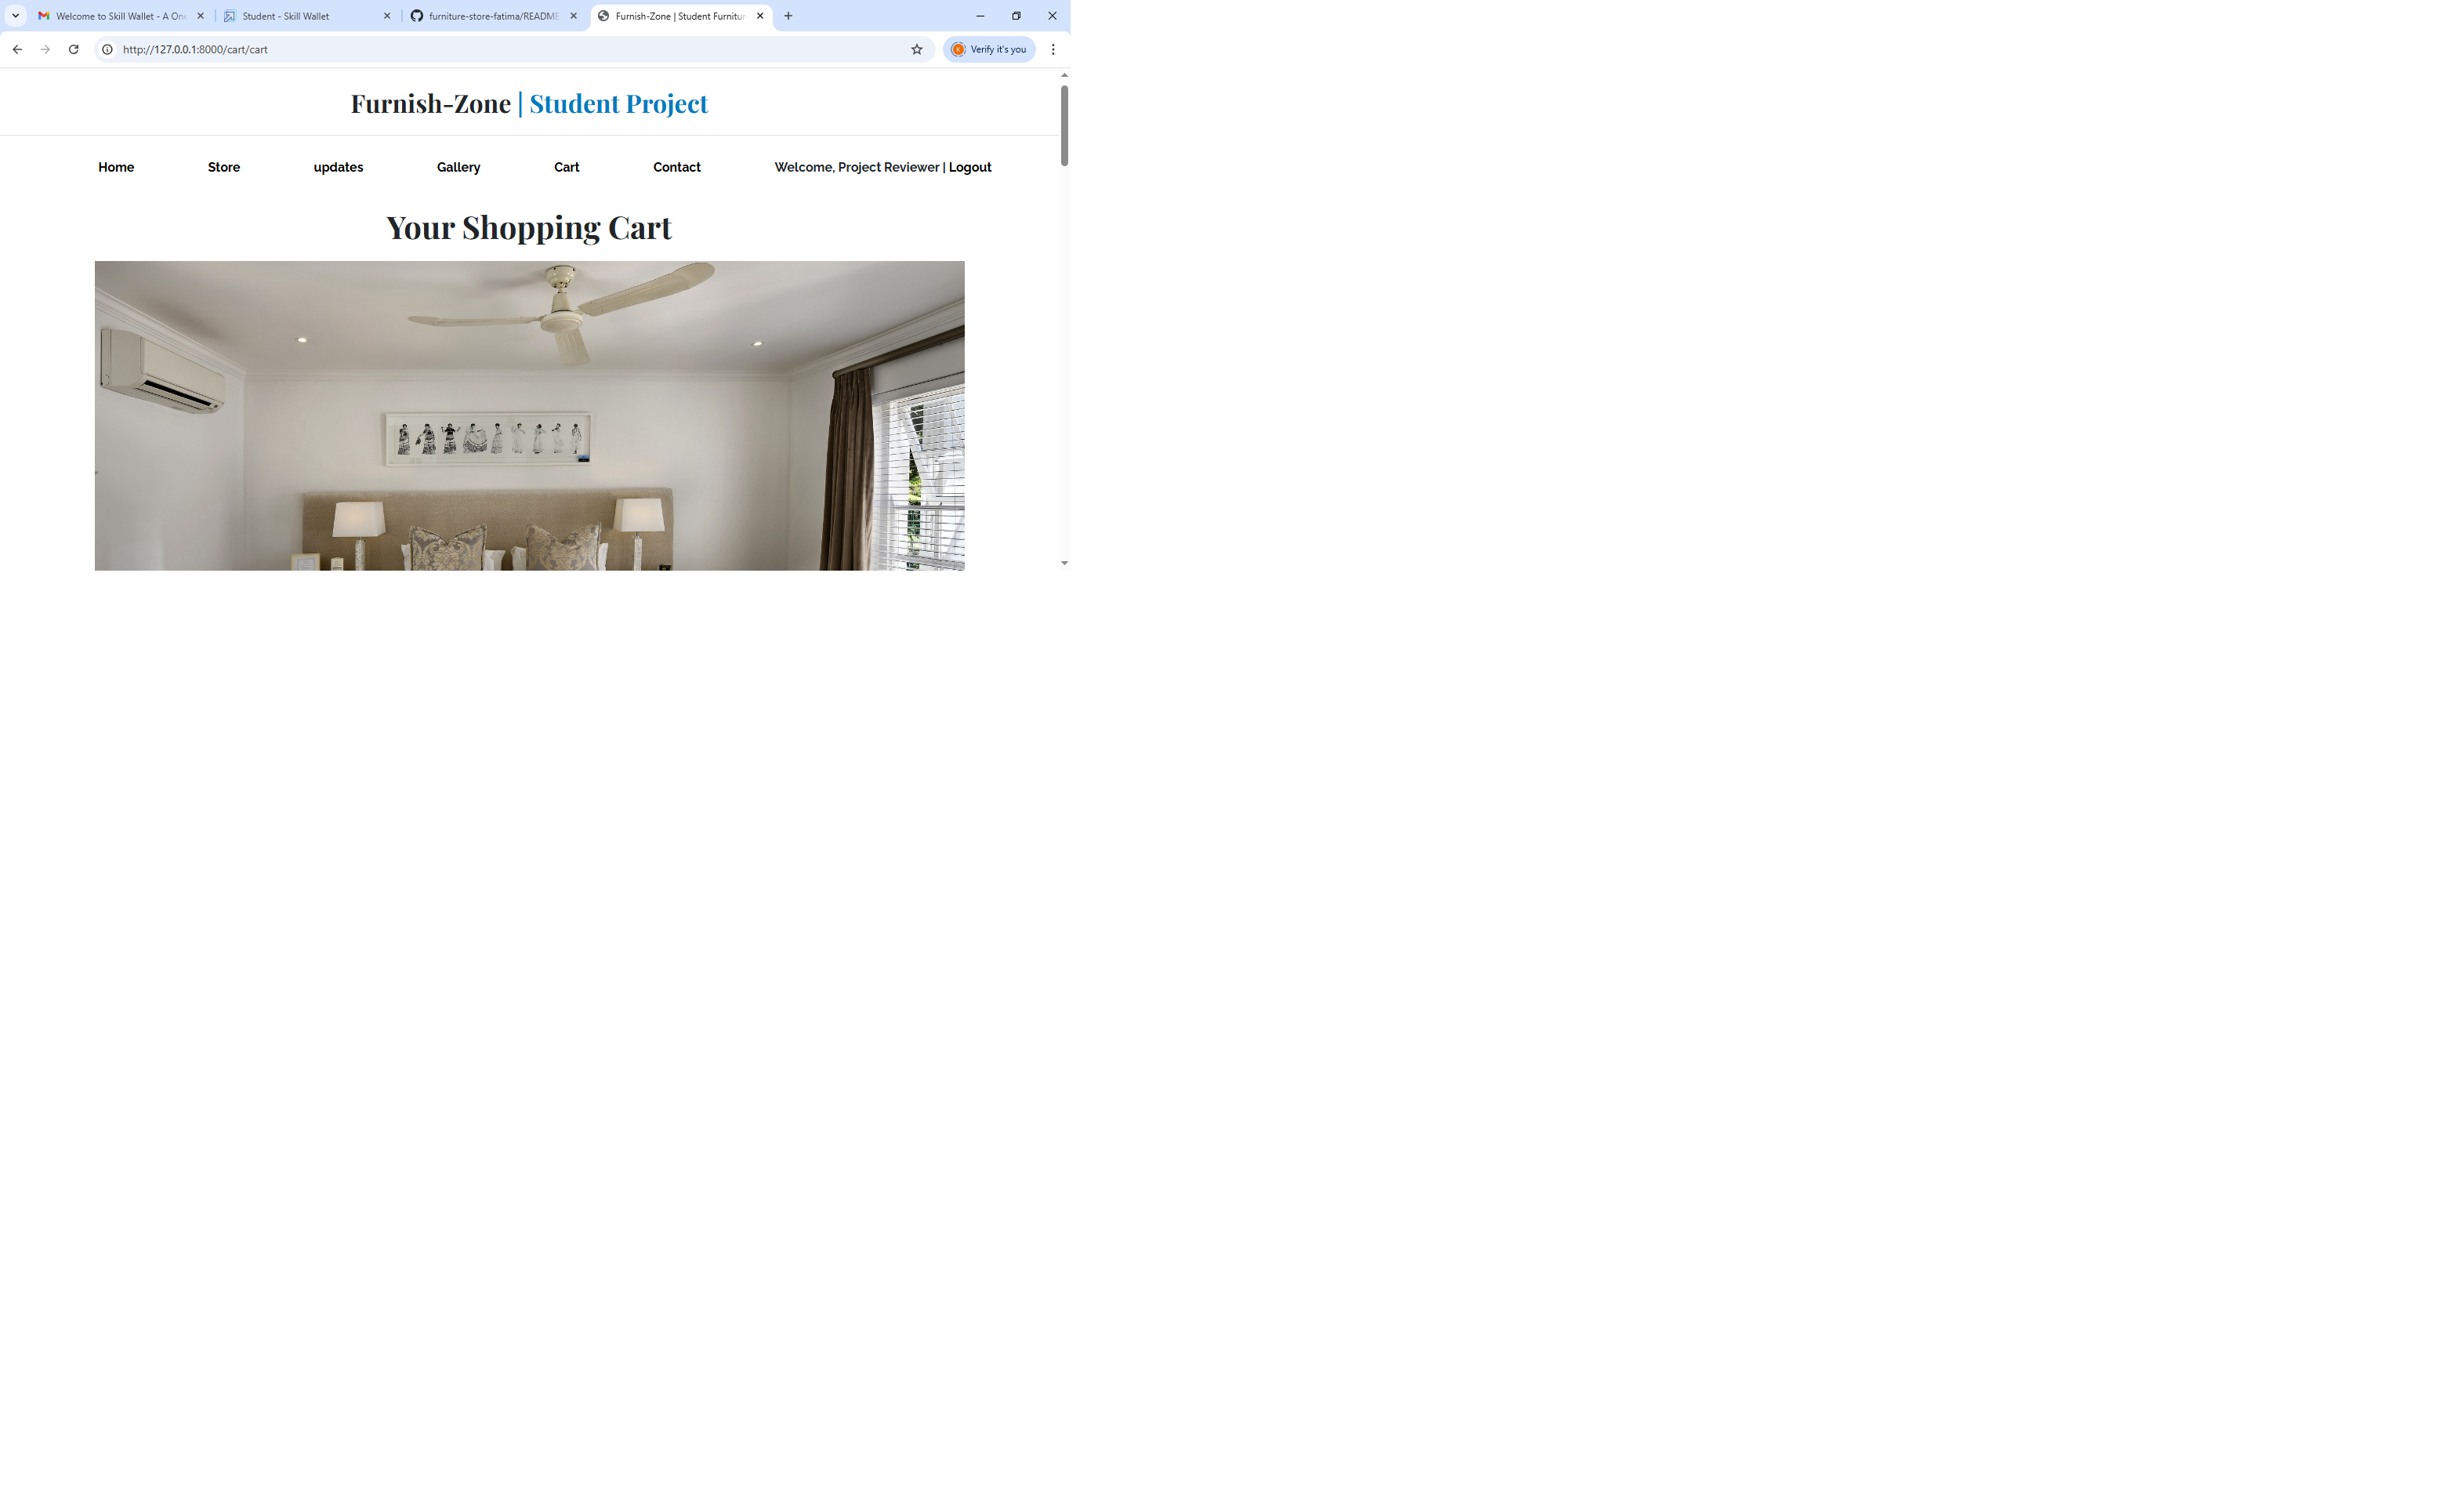 Welcome to Skill Wallet - A On
Student - Skill Wallet
furniture-store-fatima/READM
Furnish-Zone | Student Furnitur
http://127.0.0.1:8000/cart/cart
Verify it's you
Furnish-Zone | Student Project
Home Store updates Gallery Cart Contact Welcome, Project Reviewer | Logout
Your Shopping Cart